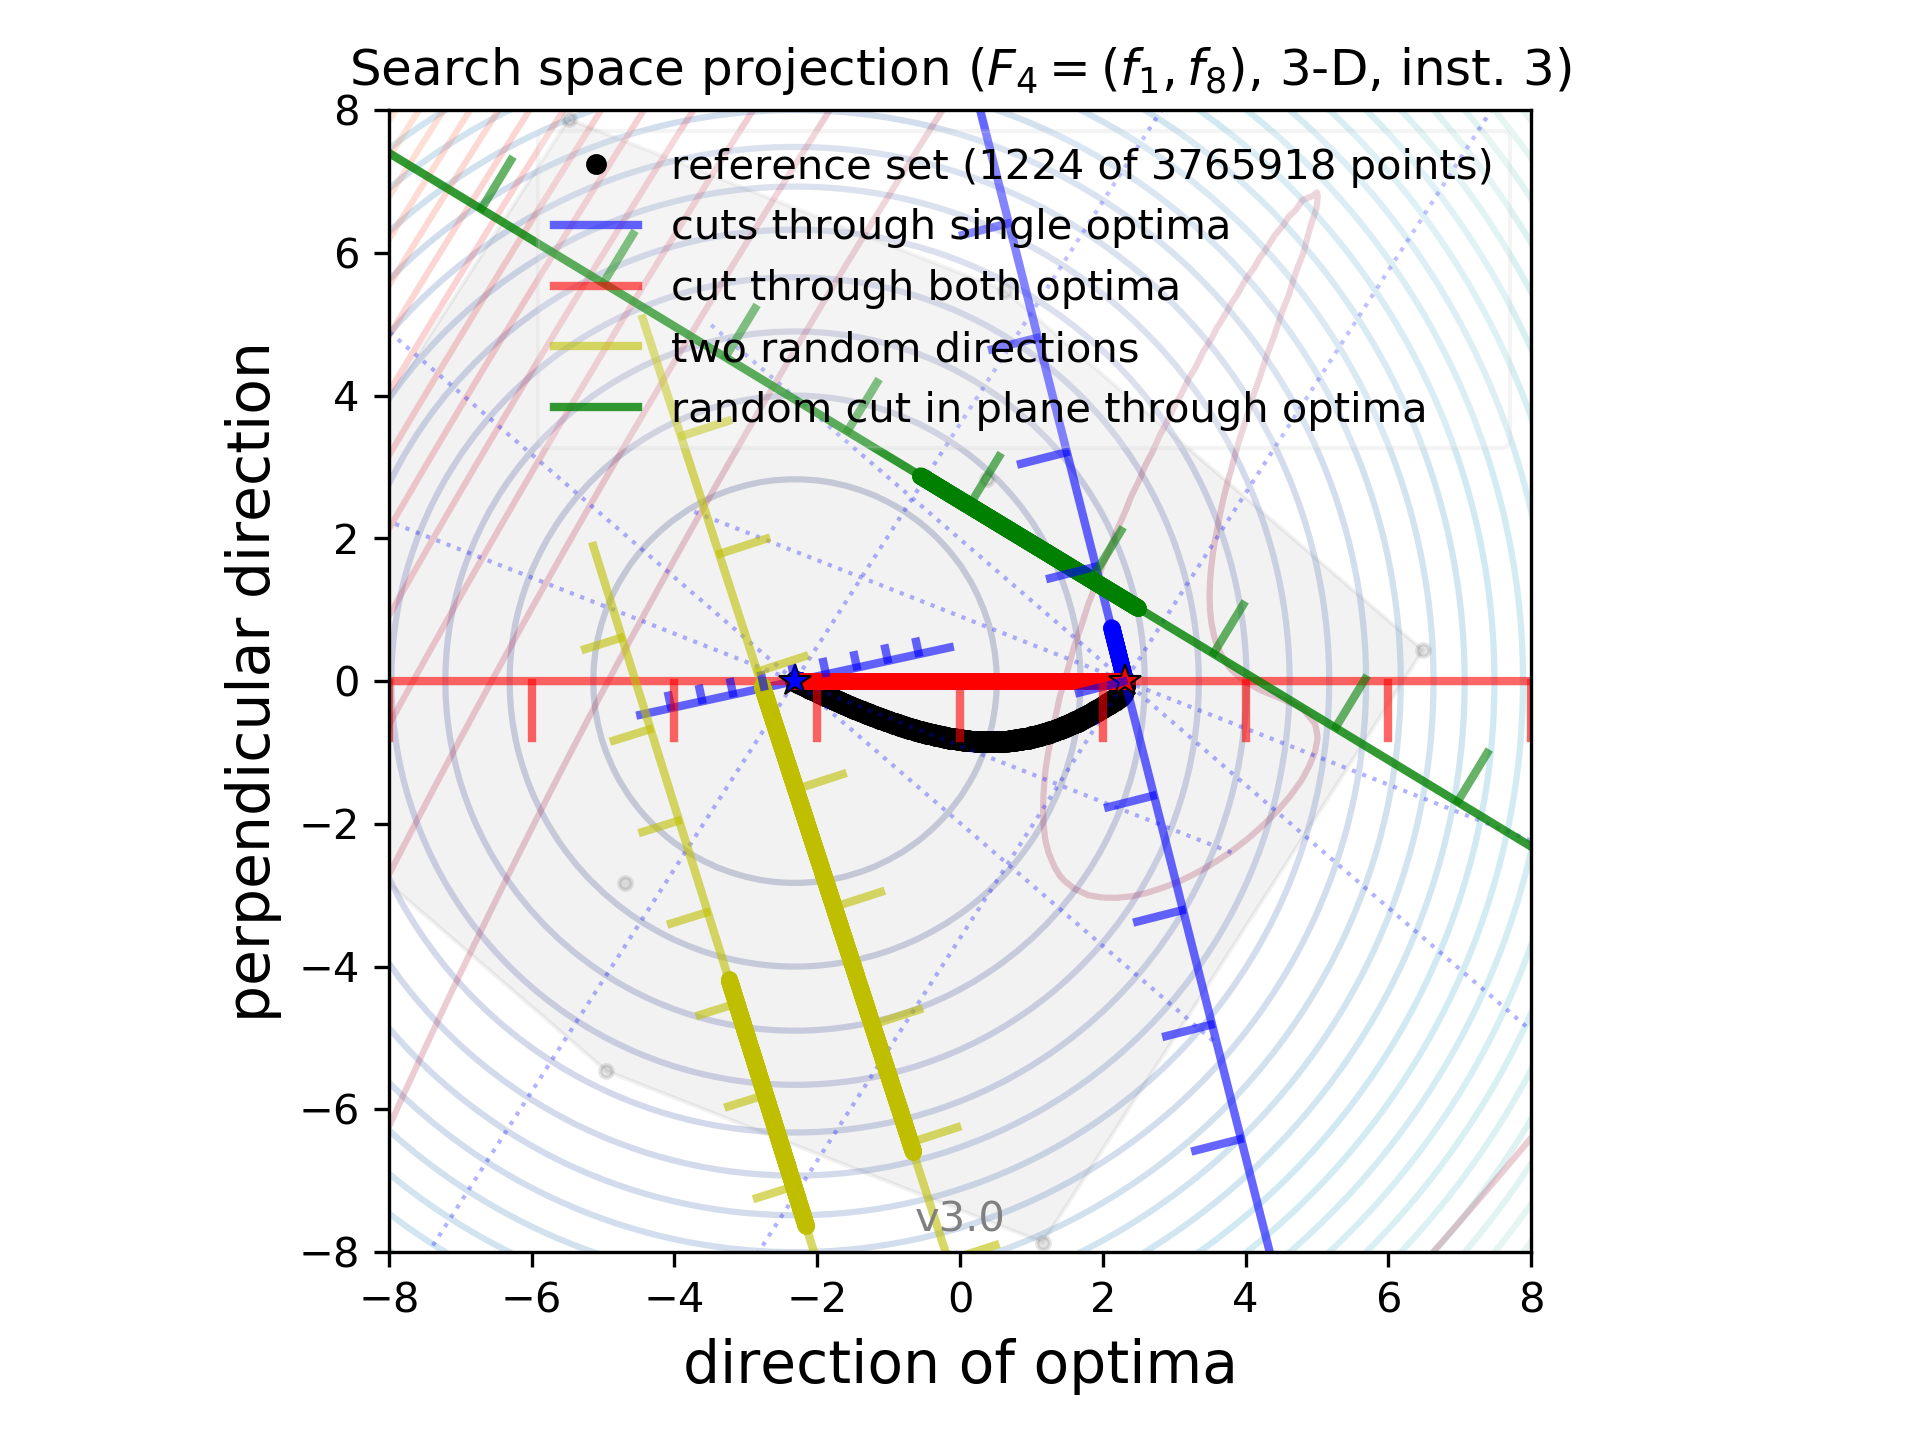 Search space projection (F₄ = (f₁, f₈), 3-D, inst. 3)
reference set (1224 of 3765918 points)
cuts through single optima
cut through both optima
two random directions
random cut in plane through optima
perpendicular direction
8
6
4
2
0
−2
−4
−6
−8
v3.0
−8 −6 −4 −2 0 2 4 6 8
direction of optima